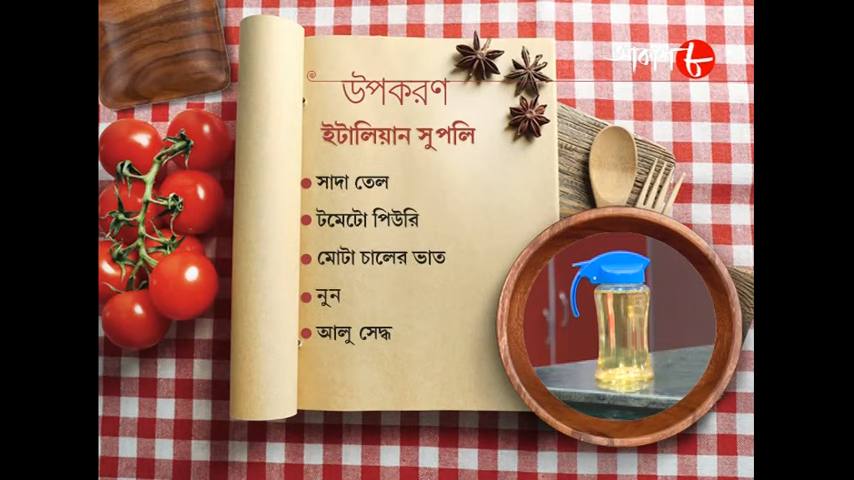 আকাশ ৮
উপকরণ
ইটালিয়ান সুপলি
সাদা তেল
টমেটো পিউরি
মোটা চালের ভাত
নুন
আলু সেদ্ধ